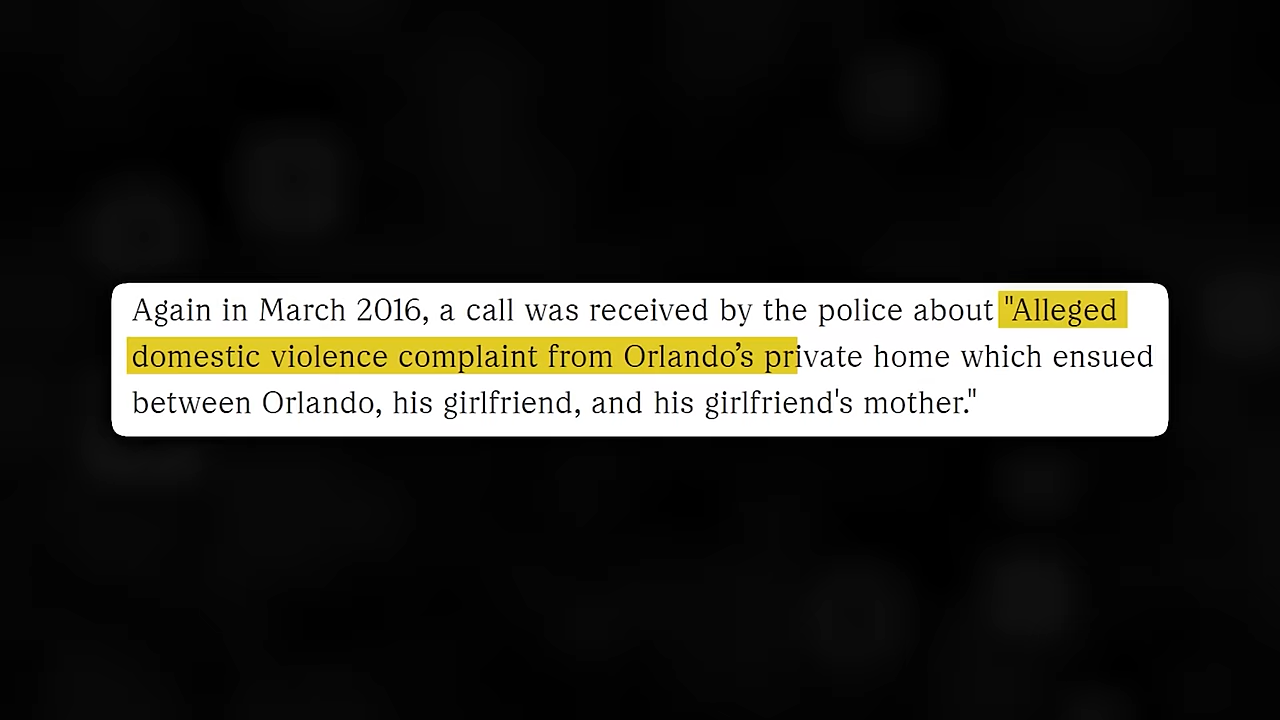 Again in March 2016, a call was received by the police about "Alleged
domestic violence complaint from Orlando’s private home which ensued
between Orlando, his girlfriend, and his girlfriend's mother."